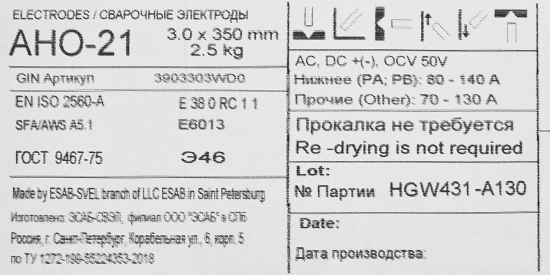 ELECTRODES / СВАРОЧНЫЕ ЭЛЕКТРОДЫ
АНО-21
3.0 x 350 mm
2.5 kg
GIN Артикул 3903303WD0
EN ISO 2560-A E 38 0 RC 1 1
SFA/AWS A5.1 E6013
ГОСТ 9467-75 Э46
Made by ESAB-SVEL branch of LLC ESAB in Saint Petersburg
Изготовлено: ЭСАБ-СВЭЛ, филиал ООО "ЭСАБ" в СПб
Россия, г. Санкт-Петербург, Корабельная ул., 6, корп. 5
по ТУ 1272-199-55224353-2018
AC, DC +(-), OCV 50V
Нижнее (PA; PB): 80 - 140 A
Прочие (Other): 70 - 130 A
Прокалка не требуется
Re -drying is not required
Lot:
№ Партии HGW431-A130
Date:
Дата производства: